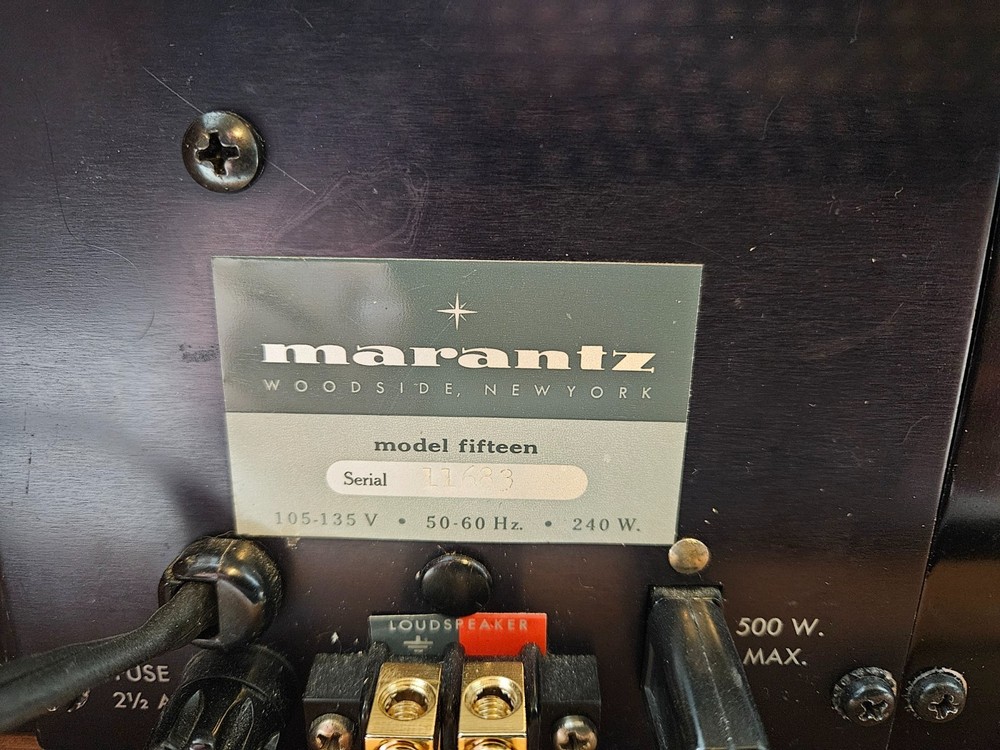 marantz
WOODSIDE, NEW YORK
model fifteen
Serial 11683
105-135 V • 50-60 Hz. • 240 W.
LOUDSPEAKER
500 W.
MAX.
FUSE
2½ A